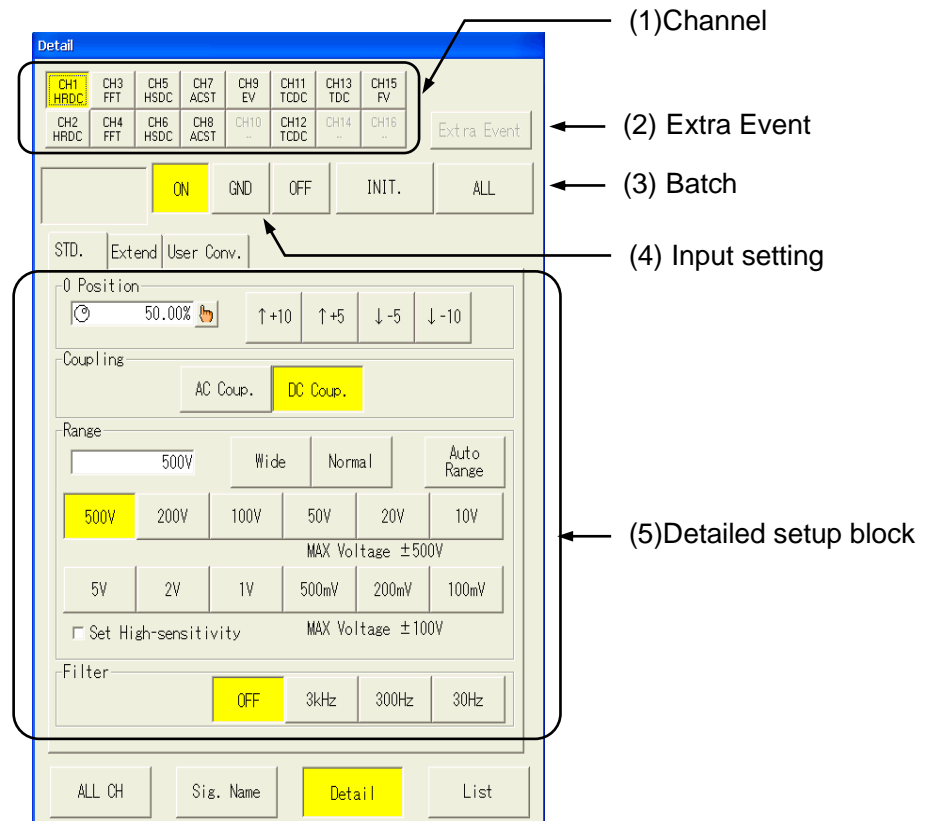 (1)Channel
Detail
CH1 HRDC CH3 FFT CH5 HSDC CH7 ACST CH9 EV CH11 TCDC CH13 TDC CH15 FV
CH2 HRDC CH4 FFT CH6 HSDC CH8 ACST CH10 -- CH12 TCDC CH14 -- CH16 --
Extra Event
(2) Extra Event
ON GND OFF INIT. ALL
(3) Batch
(4) Input setting
STD. Extend User Conv.
0 Position
50.00% ↑+10 ↑+5 ↓-5 ↓-10
Coupling
AC Coup. DC Coup.
Range
500V Wide Normal Auto Range
500V 200V 100V 50V 20V 10V
(5)Detailed setup block
MAX Voltage ±500V
5V 2V 1V 500mV 200mV 100mV
Set High-sensitivity MAX Voltage ±100V
Filter
OFF 3kHz 300Hz 30Hz
ALL CH Sig. Name Detail List